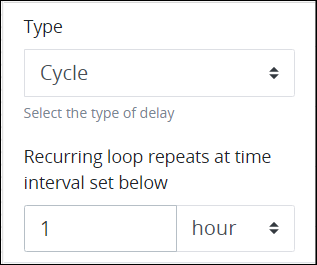 Type
Cycle
Select the type of delay
Recurring loop repeats at time
interval set below
1 hour